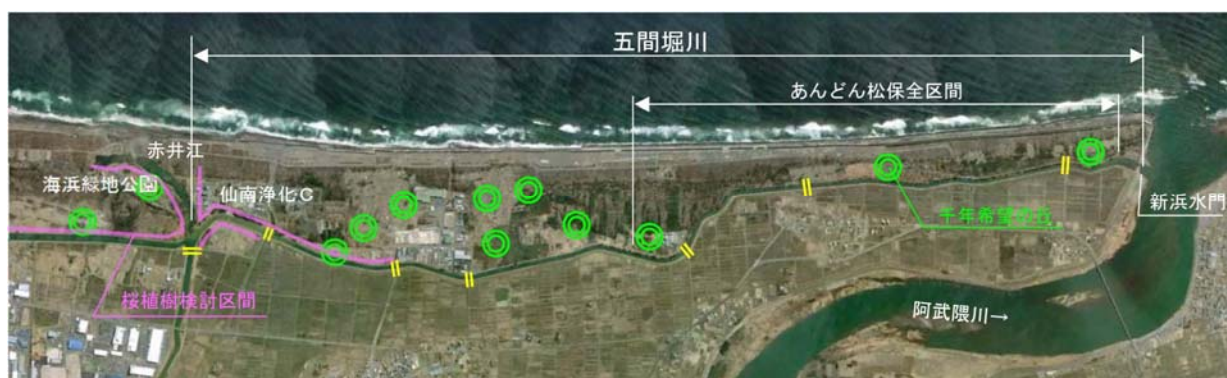 五間堀川
あんどん松保全区間
赤井江
海浜緑地公園
仙南浄化C
新浜水門
千年希望の丘
桜植樹検討区間
阿武隈川→